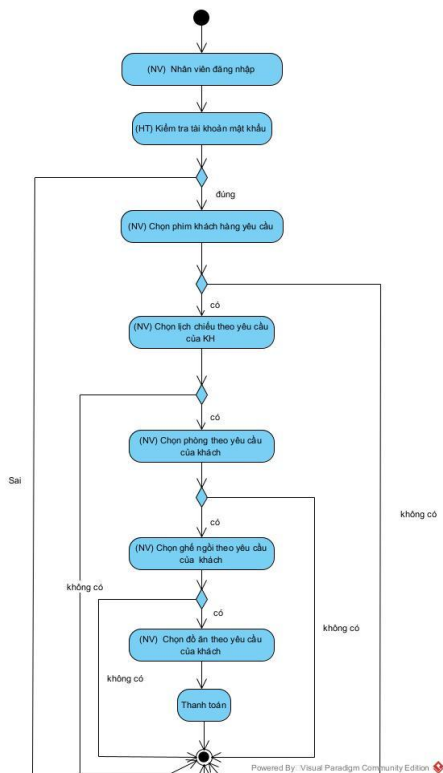 (NV) Nhân viên đăng nhập
(HT) Kiểm tra tài khoản mật khẩu
đúng
(NV) Chọn phim khách hàng yêu cầu
có
(NV) Chọn lịch chiếu theo yêu cầu
của KH
có
(NV) Chọn phòng theo yêu cầu
của khách
Sai
không có
có
(NV) Chọn ghế ngồi theo yêu cầu
của khách
không có
có
không có
(NV) Chọn đồ ăn theo yêu cầu
của khách
không có
Thanh toán
Powered By: Visual Paradigm Community Edition